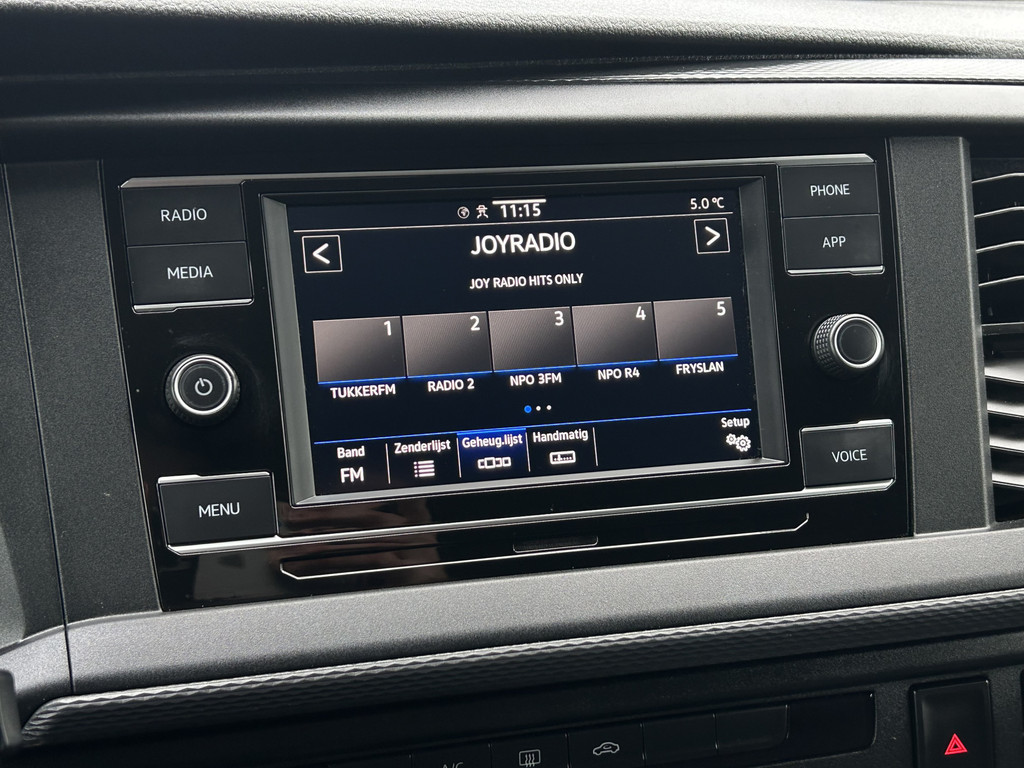 RADIO
MEDIA
MENU
11:15
5.0 °C
<
JOYRADIO
>
JOY RADIO HITS ONLY
1
2
3
4
5
TUKKERFM
RADIO 2
NPO 3FM
NPO R4
FRYSLAN
Band
FM
Zenderlijst
Geheug.lijst
Handmatig
Setup
PHONE
APP
VOICE
A/C